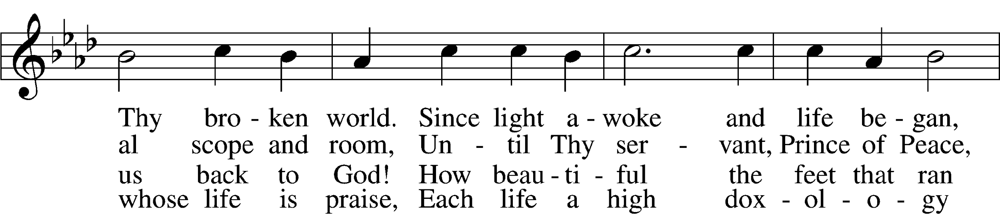 Thy bro - ken world. Since light a - woke and life be - gan,
al scope and room, Un - til Thy ser - vant, Prince of Peace,
us back to God! How beau - ti - ful the feet that ran
whose life is praise, Each life a high dox - ol - o - gy